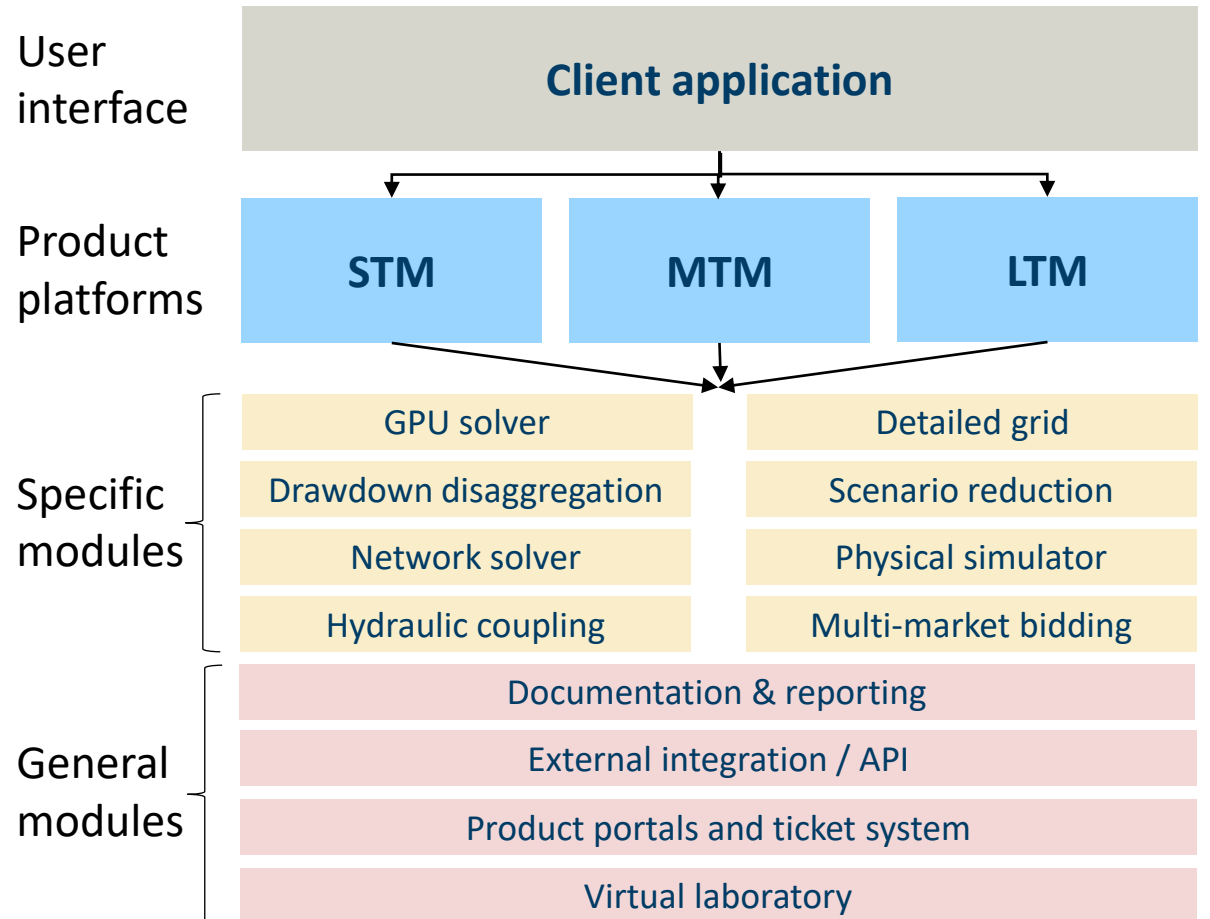 User
interface
Client application
Product
platforms
STM
MTM
LTM
Specific
modules
GPU solver
Detailed grid
Drawdown disaggregation
Scenario reduction
Network solver
Physical simulator
Hydraulic coupling
Multi-market bidding
General
modules
Documentation & reporting
External integration / API
Product portals and ticket system
Virtual laboratory